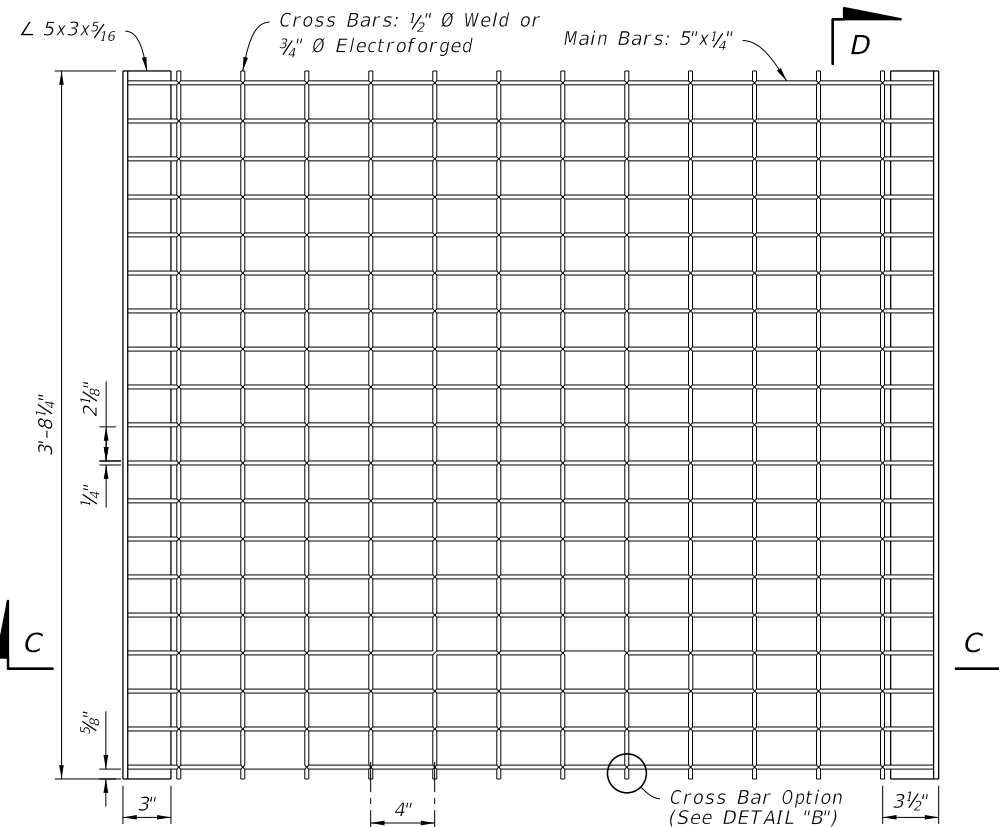 ∠ 5x3x5⁄16
Cross Bars: ½" Ø Weld or
¾" Ø Electroforged
Main Bars: 5"x¼"
D
3'-8¼"
2⅛"
¼"
C
C
⅝"
3"
4"
Cross Bar Option
(See DETAIL "B")
3½"